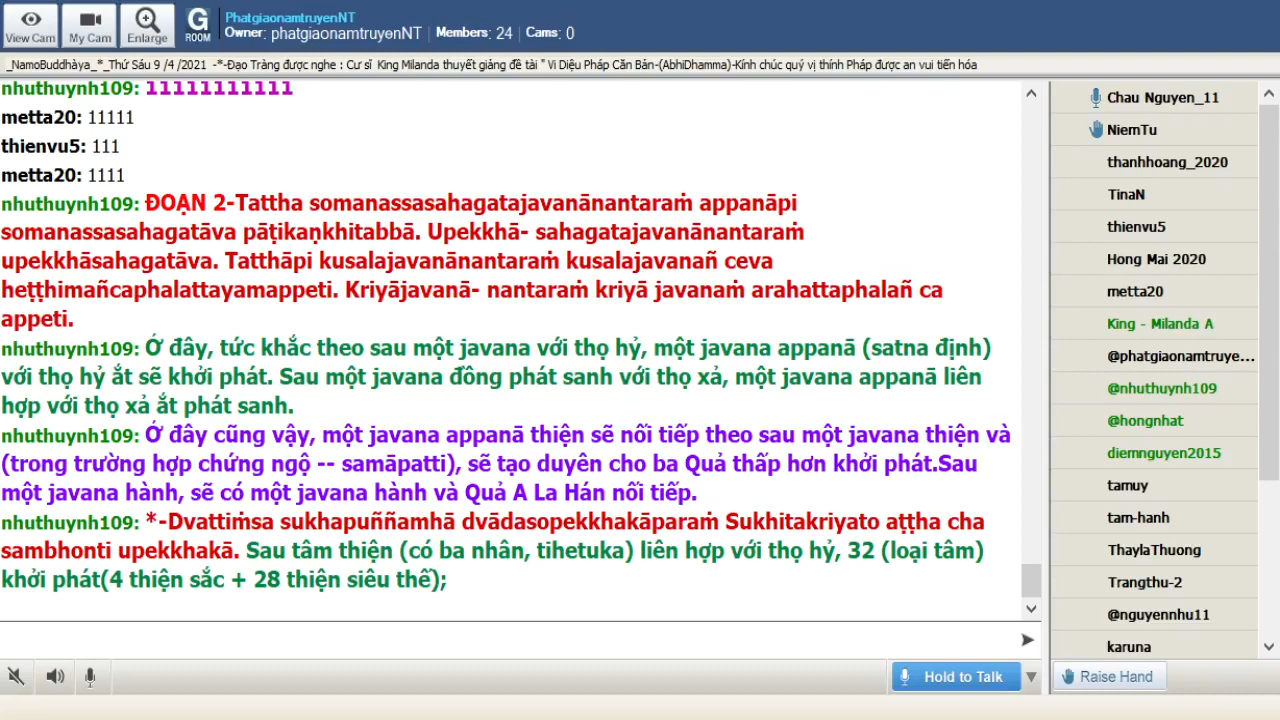 View Cam
My Cam
Enlarge
G
ROOM
PhatgiaonamtruyenNT
Owner: phatgiaonamtruyenNT | Members: 24 | Cams: 0
_NamoBuddhàya_*_Thứ Sáu 9 /4 /2021 -*-Đạo Tràng được nghe : Cư sĩ King Milanda thuyết giảng đề tài " Vi Diệu Pháp Căn Bản-(AbhiDhamma)-Kính chúc quý vị thính Pháp được an vui tiến hóa
nhuthuynh109: 11111111111
metta20: 11111
thienvu5: 111
metta20: 1111
nhuthuynh109: ĐOẠN 2-Tattha somanassasahagatajavanānantaraṁ appanāpi
somanassasahagatāva pāṭikaṇkhitabbā. Upekkhā- sahagatajavanānantaraṁ
upekkhāsahagatāva. Tatthāpi kusalajavanānantaraṁ kusalajavanañ ceva
heṭṭhimañcaphalattayamappeti. Kriyājavanā- nantaraṁ kriyā javanaṁ arahattaphalañ ca
appeti.
nhuthuynh109: Ớ đây, tức khắc theo sau một javana với thọ hỷ, một javana appanā (satna định)
với thọ hỷ ắt sẽ khởi phát. Sau một javana đồng phát sanh với thọ xả, một javana appanā liên
hợp với thọ xả ắt phát sanh.
nhuthuynh109: Ớ đây cũng vậy, một javana appanā thiện sẽ nối tiếp theo sau một javana thiện và
(trong trường hợp chứng ngộ -- samāpatti), sẽ tạo duyên cho ba Quả thấp hơn khởi phát.Sau
một javana hành, sẽ có một javana hành và Quả A La Hán nối tiếp.
nhuthuynh109: *-Dvattiṁsa sukhapuññamhā dvādasopekkhakāparaṁ Sukhitakriyato aṭṭha cha
sambhonti upekkhakā. Sau tâm thiện (có ba nhân, tihetuka) liên hợp với thọ hỷ, 32 (loại tâm)
khởi phát(4 thiện sắc + 28 thiện siêu thế);
Hold to Talk
Chau Nguyen_11
NiemTu
thanhhoang_2020
TinaN
thienvu5
Hong Mai 2020
metta20
King - Milanda A
@phatgiaonamtruye...
@nhuthuynh109
@hongnhat
diemnguyen2015
tamuy
tam-hanh
ThaylaThuong
Trangthu-2
@nguyennhu11
karuna
Raise Hand